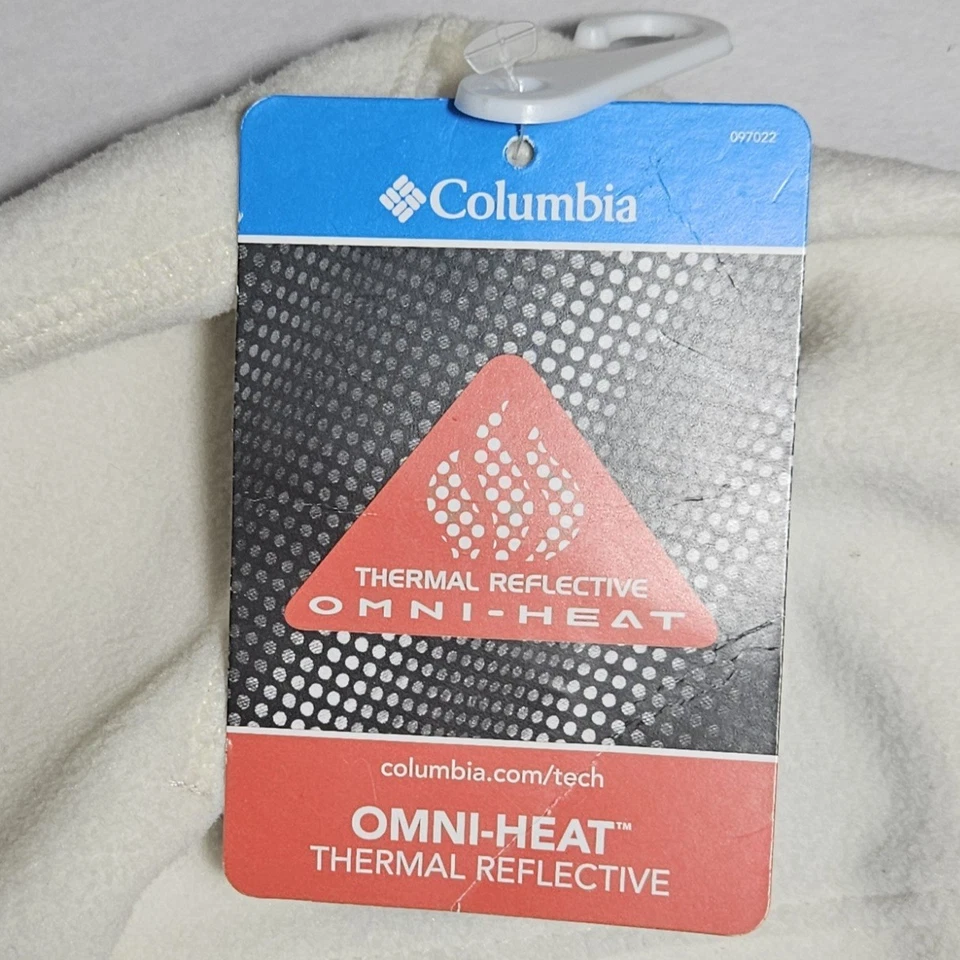 097022
Columbia
THERMAL REFLECTIVE
OMNI-HEAT
columbia.com/tech
OMNI-HEAT™
THERMAL REFLECTIVE